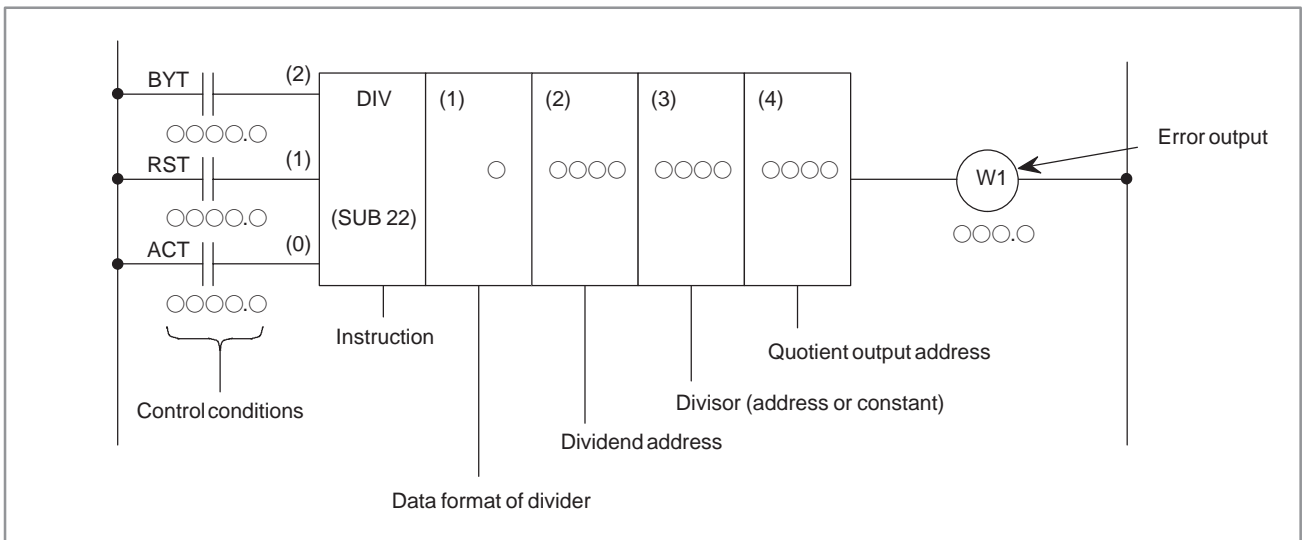 BYT
(2)
○○○○.○
RST
(1)
○○○○.○
ACT
(0)
○○○○.○
Control conditions
DIV
(SUB 22)
Instruction
(1)
○
Data format of divider
(2)
○○○○
Dividend address
(3)
○○○○
Divisor (address or constant)
(4)
○○○○
Quotient output address
W1
○○○.○
Error output